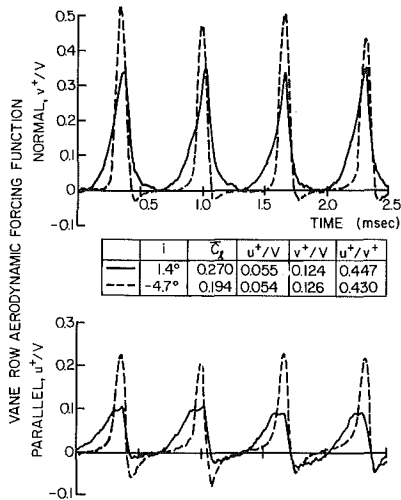 VANE ROW AERODYNAMIC FORCING FUNCTION
NORMAL, v⁺/V
0.5
0.4
0.3
0.2
0.1
0
-0.1
0.5
1.0
1.5
2.0
2.5
TIME (msec)
i C̄ℓ u⁺/V v⁺/V u⁺/v⁺
1.4° 0.270 0.055 0.124 0.447
-4.7° 0.194 0.054 0.126 0.430
PARALLEL, u⁺/V
0.3
0.2
0.1
0
-0.1